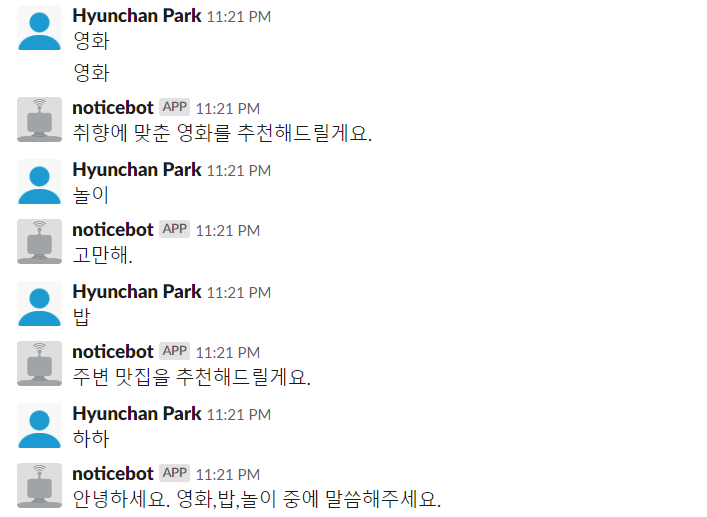 Hyunchan Park 11:21 PM
영화
영화
noticebot APP 11:21 PM
취향에 맞춘 영화를 추천해드릴게요.
Hyunchan Park 11:21 PM
놀이
noticebot APP 11:21 PM
고만해.
Hyunchan Park 11:21 PM
밥
noticebot APP 11:21 PM
주변 맛집을 추천해드릴게요.
Hyunchan Park 11:21 PM
하하
noticebot APP 11:21 PM
안녕하세요. 영화,밥,놀이 중에 말씀해주세요.